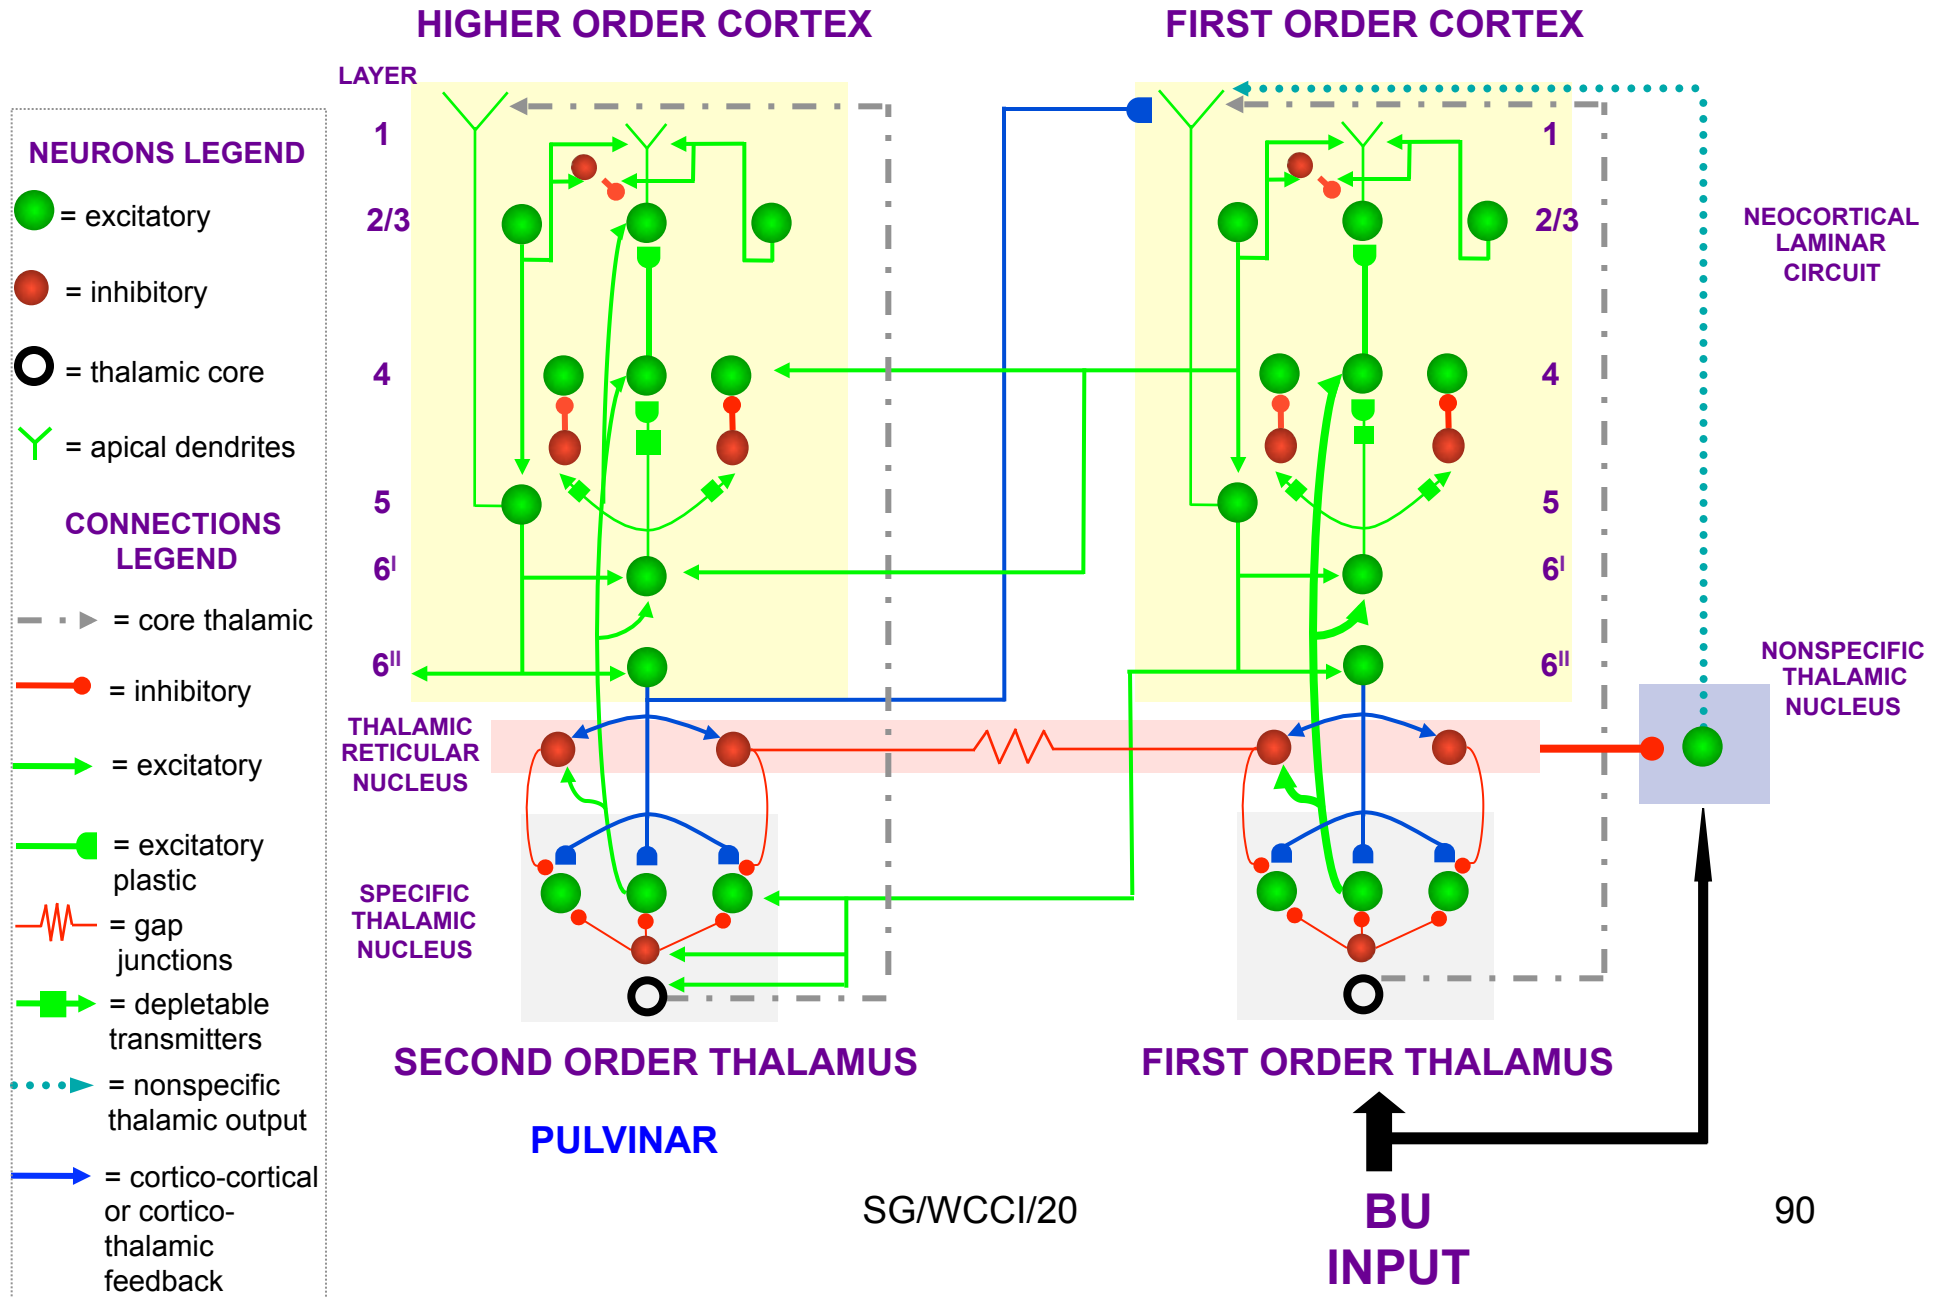 HIGHER ORDER CORTEX
FIRST ORDER CORTEX
LAYER
1
2/3
4
5
6I
6II
1
2/3
4
5
6I
6II
NEURONS LEGEND
= excitatory
= inhibitory
= thalamic core
= apical dendrites
CONNECTIONS
LEGEND
= core thalamic
= inhibitory
= excitatory
= excitatory
plastic
= gap
junctions
= depletable
transmitters
= nonspecific
thalamic output
= cortico-cortical
or cortico-
thalamic
feedback
NEOCORTICAL
LAMINAR
CIRCUIT
NONSPECIFIC
THALAMIC
NUCLEUS
THALAMIC
RETICULAR
NUCLEUS
SPECIFIC
THALAMIC
NUCLEUS
SECOND ORDER THALAMUS
FIRST ORDER THALAMUS
PULVINAR
SG/WCCI/20
BU
INPUT
90